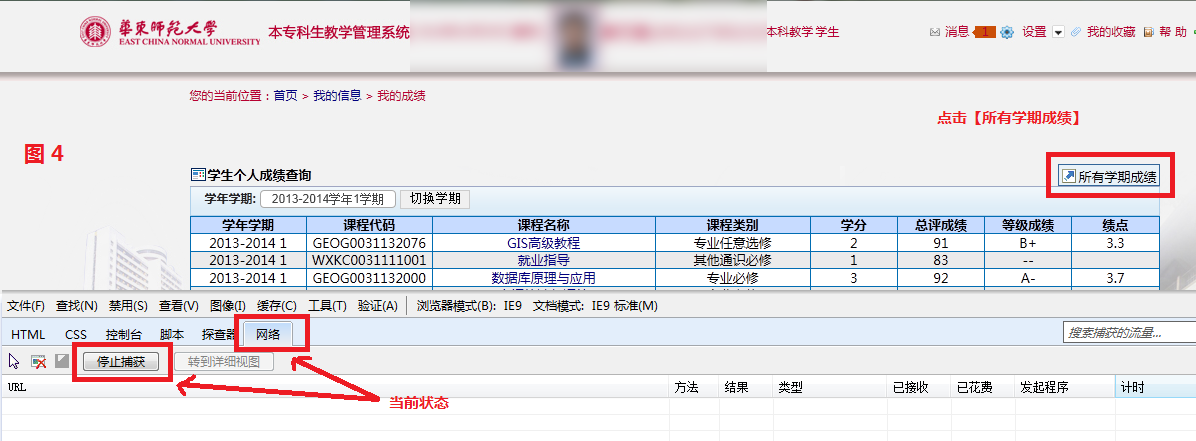 華東師範大學
EAST CHINA NORMAL UNIVERSITY
本专科生教学管理系统
本科教学 学生
消息 1 设置 我的收藏 帮 助
您的当前位置：首页 > 我的信息 > 我的成绩
点击【所有学期成绩】
图 4
学生个人成绩查询
所有学期成绩
学年学期: 2013-2014学年1学期 切换学期
学年学期 课程代码 课程名称 课程类别 学分 总评成绩 等级成绩 绩点
2013-2014 1 GEOG0031132076 GIS高级教程 专业任意选修 2 91 B+ 3.3
2013-2014 1 WXKC0031111001 就业指导 其他通识必修 1 83 --
2013-2014 1 GEOG0031132000 数据库原理与应用 专业必修 3 92 A- 3.7
文件(F) 查找(N) 禁用(S) 查看(V) 图像(I) 缓存(C) 工具(T) 验证(A) 浏览器模式(B): IE9 文档模式: IE9 标准(M)
HTML CSS 控制台 脚本 探查器 网络 搜索捕获的流量...
停止捕获 转到详细视图
URL 方法 结果 类型 已接收 已花费 发起程序 计时
当前状态